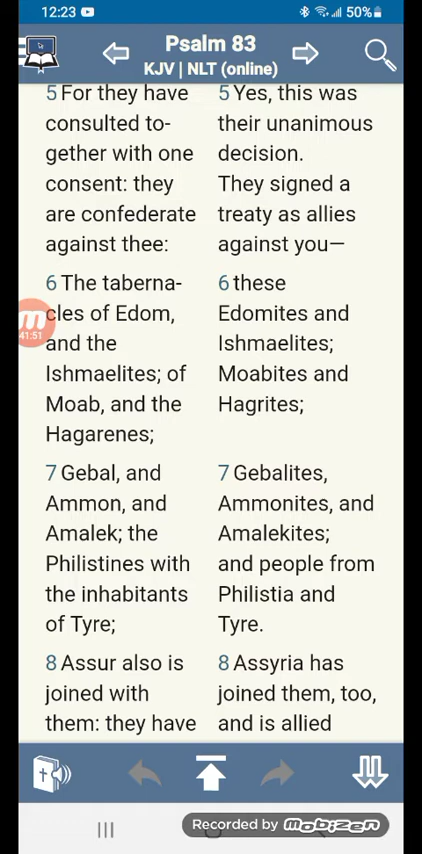 12:23
50%
Psalm 83
KJV | NLT (online)
5 For they have
consulted to-
gether with one
consent: they
are confederate
against thee:
5 Yes, this was
their unanimous
decision.
They signed a
treaty as allies
against you—
6 The taberna-
cles of Edom,
and the
Ishmaelites; of
Moab, and the
Hagarenes;
6 these
Edomites and
Ishmaelites;
Moabites and
Hagrites;
41:51
7 Gebal, and
Ammon, and
Amalek; the
Philistines with
the inhabitants
of Tyre;
7 Gebalites,
Ammonites, and
Amalekites;
and people from
Philistia and
Tyre.
8 Assur also is
joined with
them: they have
8 Assyria has
joined them, too,
and is allied
Recorded by mobizen